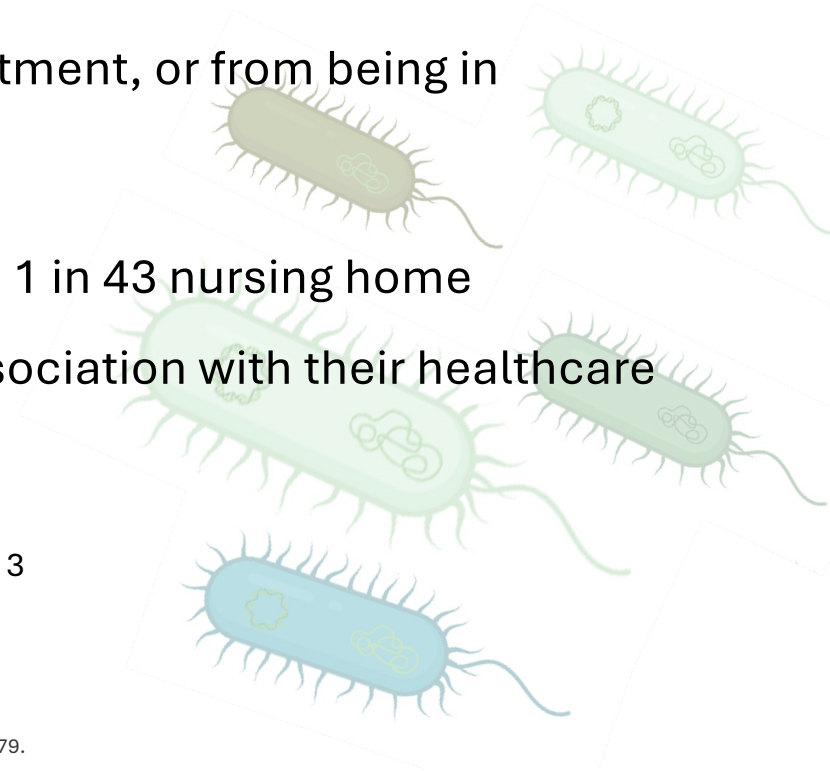 tment, or from being in
1 in 43 nursing home
sociation with their healthcare
3
79.